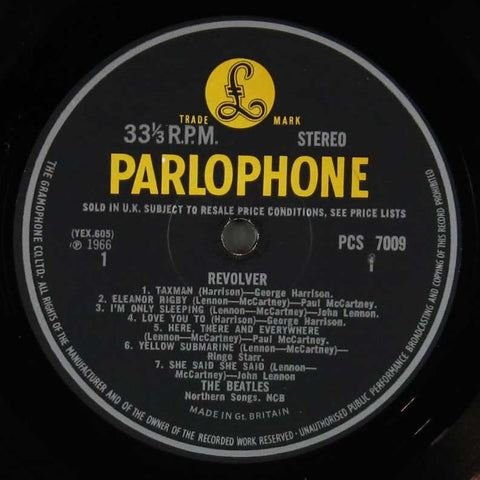 £
TRADE MARK
33⅓ R.P.M. STEREO
PARLOPHONE
SOLD IN U.K. SUBJECT TO RESALE PRICE CONDITIONS, SEE PRICE LISTS
(YEX.605)
℗ 1966
1
PCS 7009
1
REVOLVER
1. TAXMAN (Harrison)—George Harrison.
2. ELEANOR RIGBY (Lennon—McCartney)—Paul McCartney.
3. I'M ONLY SLEEPING (Lennon—McCartney)—John Lennon.
4. LOVE YOU TO (Harrison)—George Harrison.
5. HERE, THERE AND EVERYWHERE
(Lennon—McCartney)—Paul McCartney.
6. YELLOW SUBMARINE (Lennon—McCartney)—
Ringo Starr.
7. SHE SAID SHE SAID (Lennon—
McCartney)—John Lennon
THE BEATLES
Northern Songs. NCB
MADE IN Gt. BRITAIN
THE GRAMOPHONE CO. LTD. · ALL RIGHTS OF THE MANUFACTURER AND OF THE OWNER OF THE RECORDED WORK RESERVED · UNAUTHORISED PUBLIC PERFORMANCE BROADCASTING AND COPYING OF THIS RECORD PROHIBITED